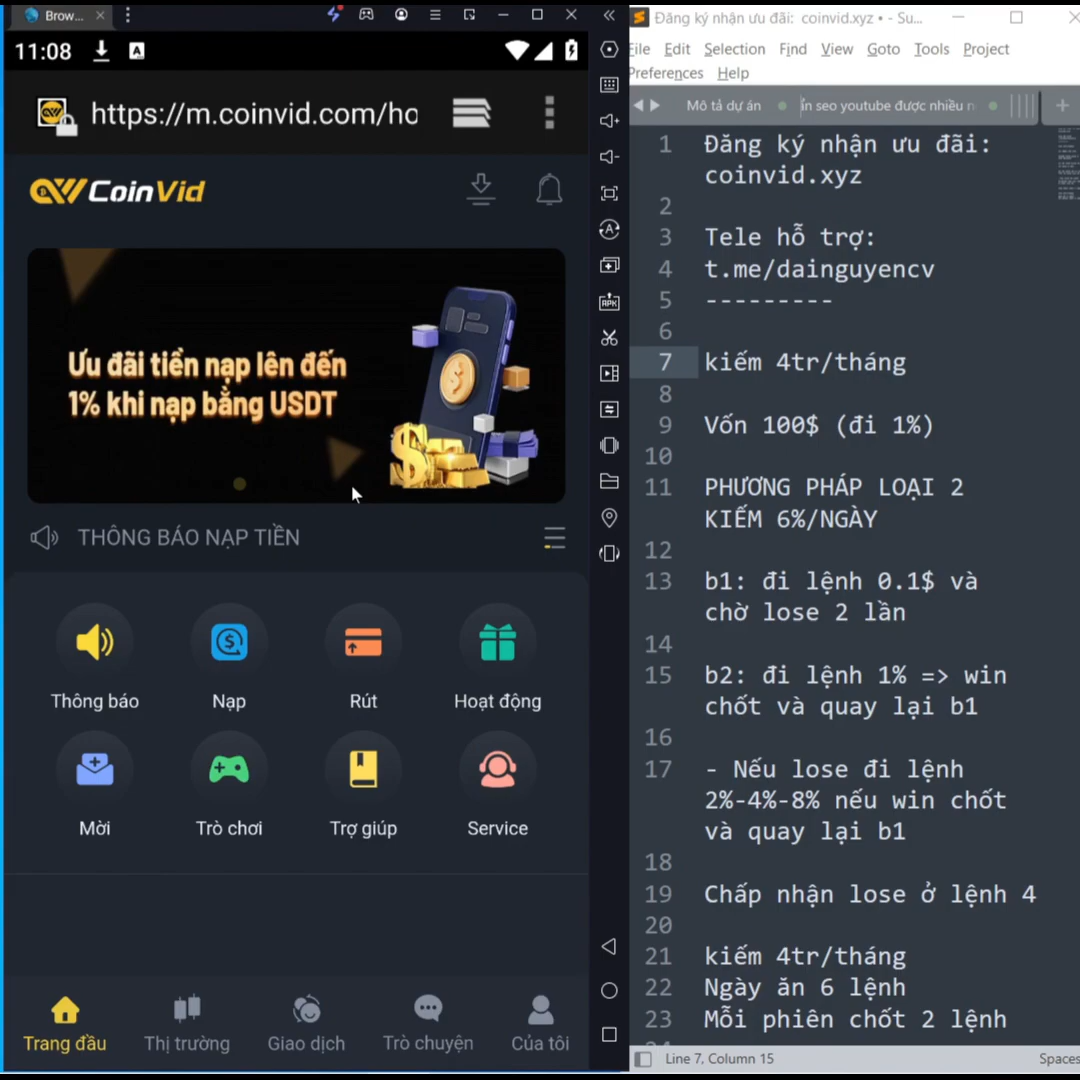 Brow...
11:08
A
https://m.coinvid.com/ho
CoinVid
Ưu đãi tiền nạp lên đến
1% khi nạp bằng USDT
THÔNG BÁO NẠP TIỀN
Thông báo
Nạp
Rút
Hoạt động
Mời
Trò chơi
Trợ giúp
Service
Trang đầu
Thị trường
Giao dịch
Trò chuyện
Của tôi
APK
Đăng ký nhận ưu đãi: coinvid.xyz • - Su...
File Edit Selection Find View Goto Tools Project
Preferences Help
Mô tả dự án
in seo youtube được nhiều n
1 Đăng ký nhận ưu đãi:
coinvid.xyz
2
3 Tele hỗ trợ:
4 t.me/dainguyencv
5 ---------
6
7 kiếm 4tr/tháng
8
9 Vốn 100$ (đi 1%)
10
11 PHƯƠNG PHÁP LOẠI 2
KIẾM 6%/NGÀY
12
13 b1: đi lệnh 0.1$ và
chờ lose 2 lần
14
15 b2: đi lệnh 1% => win
chốt và quay lại b1
16
17 - Nếu lose đi lệnh
2%-4%-8% nếu win chốt
và quay lại b1
18
19 Chấp nhận lose ở lệnh 4
20
21 kiếm 4tr/tháng
22 Ngày ăn 6 lệnh
23 Mỗi phiên chốt 2 lệnh
Line 7, Column 15
Spaces